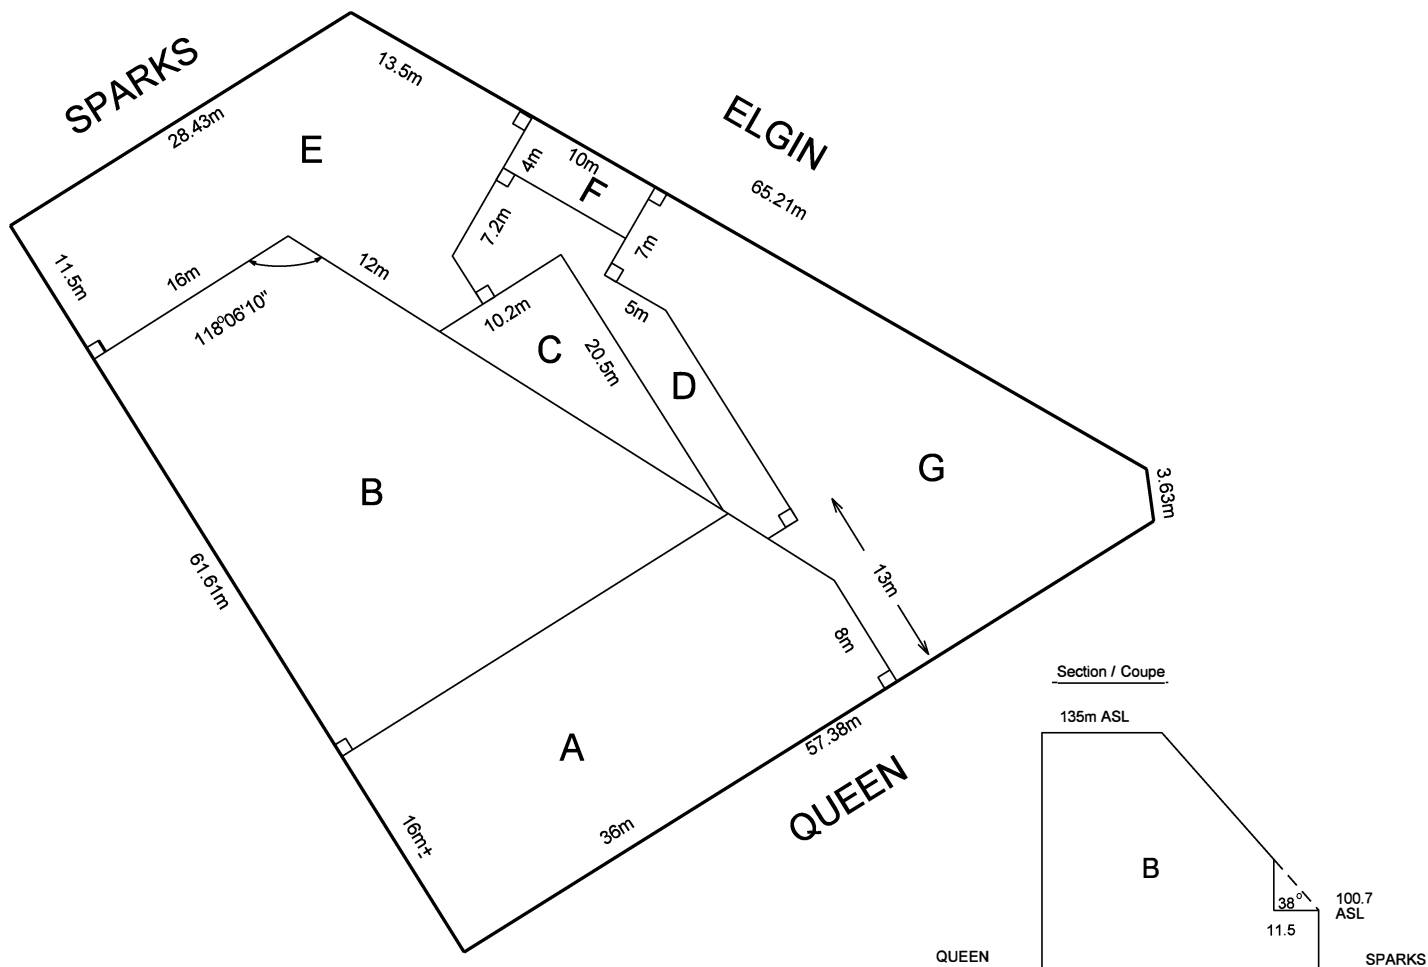 SPARKS
28.43m
13.5m
ELGIN
65.21m
E
4m
10m
F
7.2m
7m
5m
11.5m
16m
12m
118°06'10"
10.2m
C
20.5m
D
B
G
3.63m
61.61m
13m
8m
A
16m±
36m
57.38m
QUEEN
Section / Coupe
135m ASL
B
38°
11.5
100.7
ASL
QUEEN
SPARKS